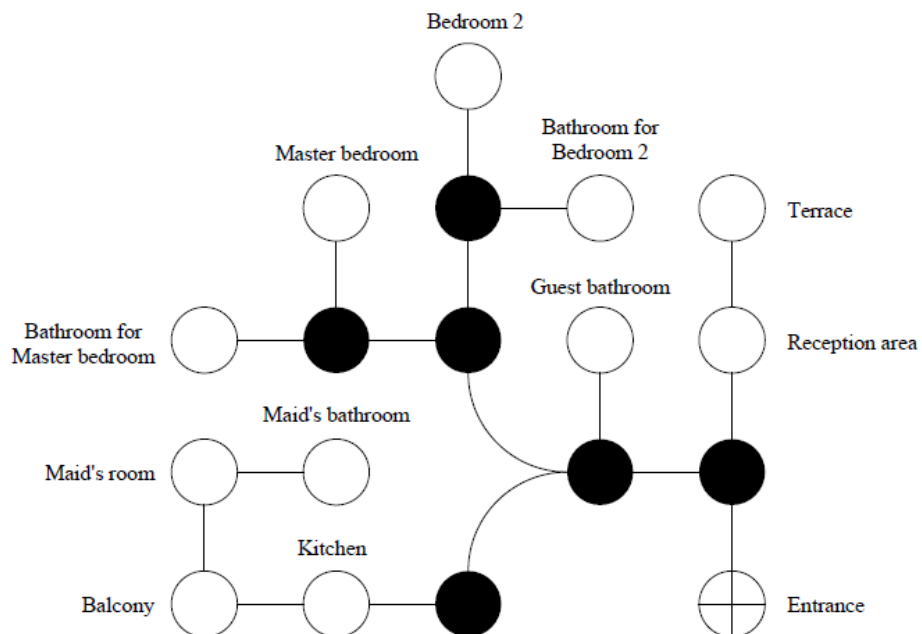 Bedroom 2
Bathroom for
Bedroom 2
Master bedroom
Terrace
Guest bathroom
Bathroom for
Master bedroom
Reception area
Maid's bathroom
Maid's room
Kitchen
Balcony
Entrance